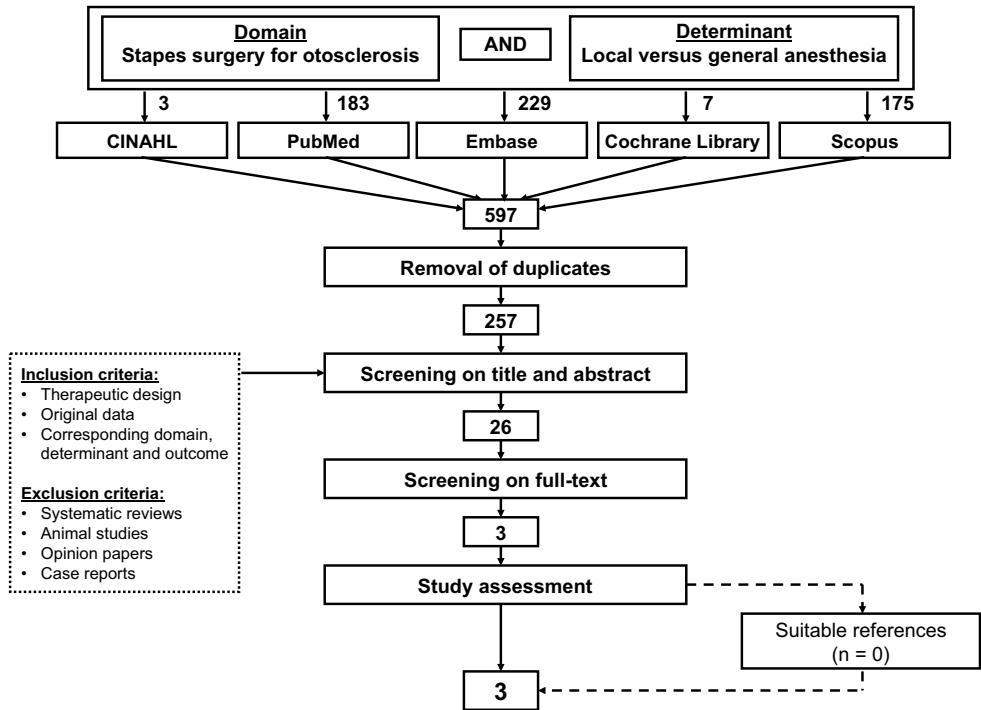 Domain
Stapes surgery for otosclerosis
AND
Determinant
Local versus general anesthesia
3
183
229
7
175
CINAHL
PubMed
Embase
Cochrane Library
Scopus
597
Removal of duplicates
257
Inclusion criteria:
• Therapeutic design
• Original data
• Corresponding domain,
determinant and outcome
Exclusion criteria:
• Systematic reviews
• Animal studies
• Opinion papers
• Case reports
Screening on title and abstract
26
Screening on full-text
3
Study assessment
Suitable references
(n = 0)
3